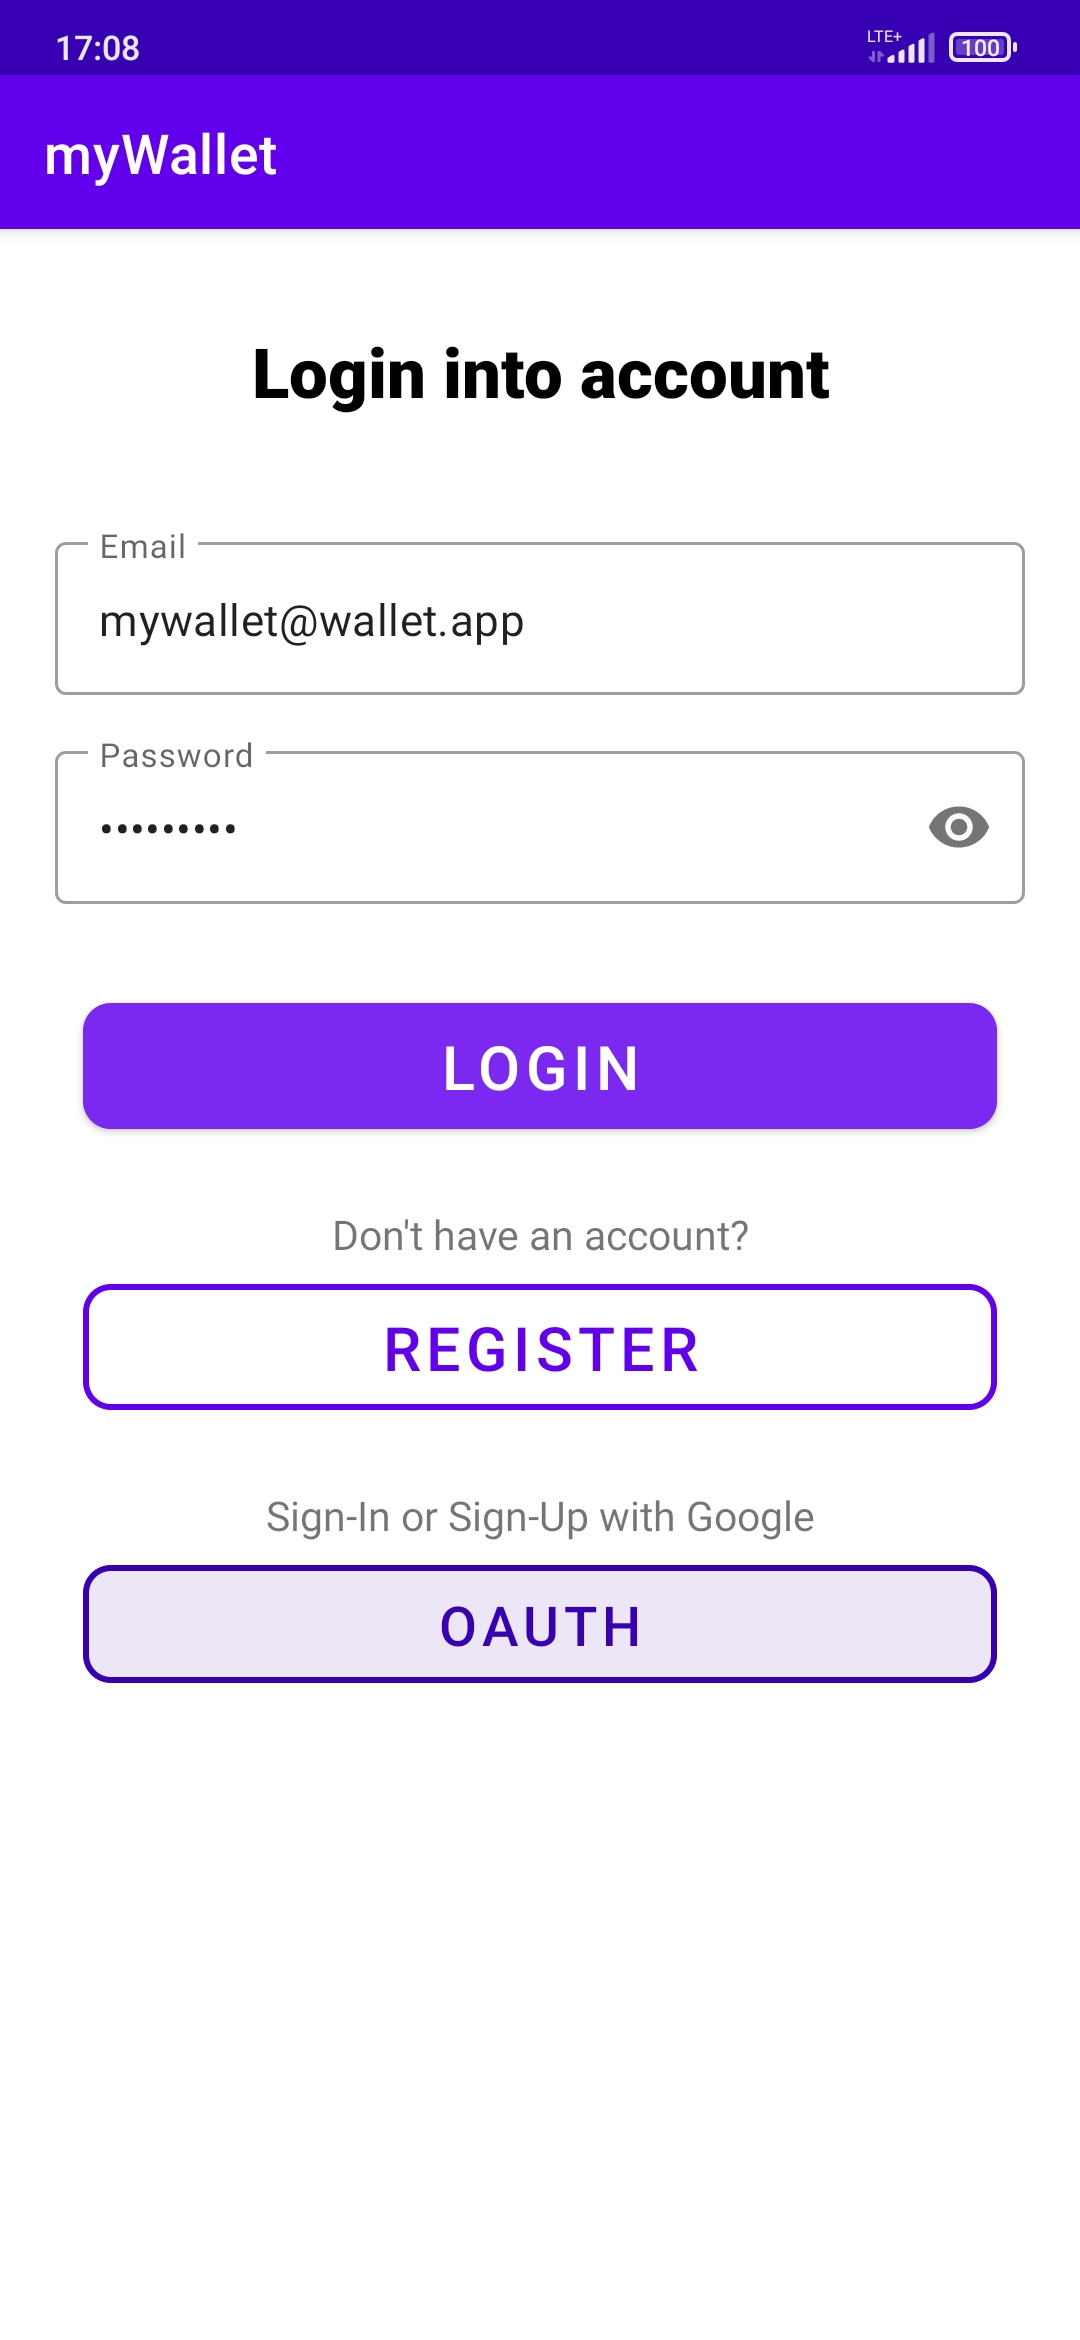 17:08
LTE+
100
myWallet
Login into account
Email
mywallet@wallet.app
Password
•••••••••
LOGIN
Don't have an account?
REGISTER
Sign-In or Sign-Up with Google
OAUTH